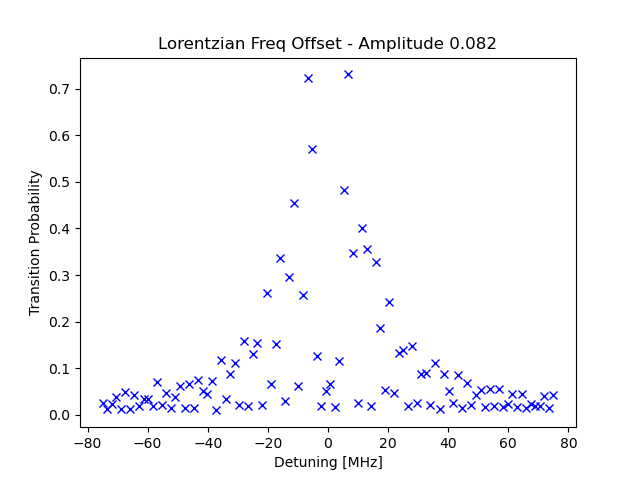 Lorentzian Freq Offset - Amplitude 0.082
Transition Probability
0.7
0.6
0.5
0.4
0.3
0.2
0.1
0.0
−80 −60 −40 −20 0 20 40 60 80
Detuning [MHz]